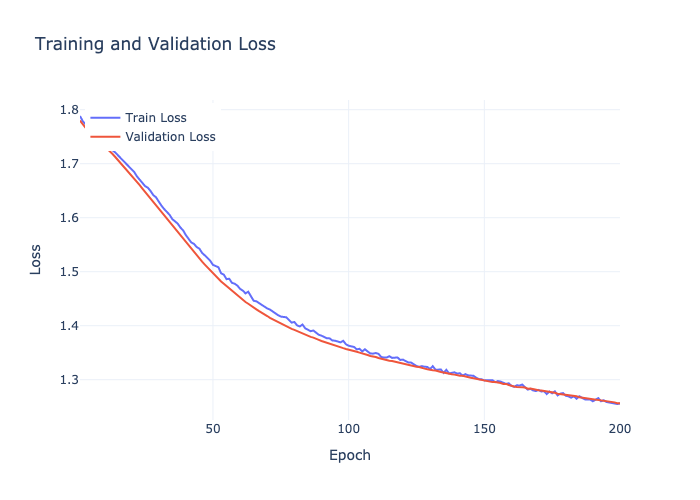 Training and Validation Loss
Train Loss
Validation Loss
1.8
1.7
1.6
1.5
1.4
1.3
Loss
50
100
150
200
Epoch